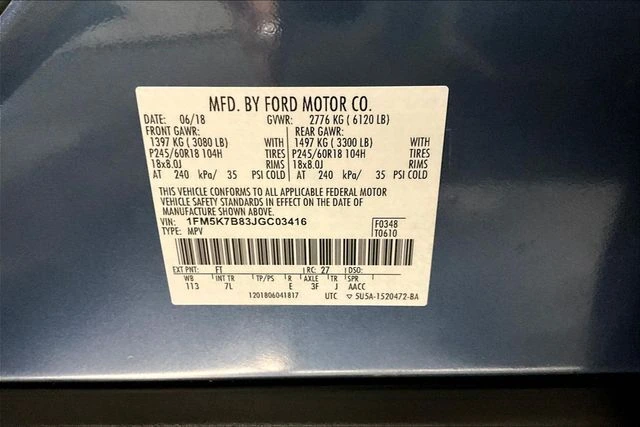 MFD. BY FORD MOTOR CO.
DATE: 06/18 GVWR: 2776 KG ( 6120 LB)
FRONT GAWR: REAR GAWR:
1397 KG ( 3080 LB) WITH 1497 KG ( 3300 LB) WITH
P245/60R18 104H TIRES P245/60R18 104H TIRES
18x8.0J RIMS 18x8.0J RIMS
AT 240 kPa/ 35 PSI COLD AT 240 kPa/ 35 PSI COLD
THIS VEHICLE CONFORMS TO ALL APPLICABLE FEDERAL MOTOR
VEHICLE SAFETY STANDARDS IN EFFECT ON THE DATE OF
MANUFACTURE SHOWN ABOVE.
VIN: 1FM5K7B83JGC03416 F0348
TYPE: MPV T0610
EXT PNT: FT RC: 27 DSO:
WB INT TR TP/PS R AXLE TR SPR
113 7L E 3F J AACC
1201806041817 UTC ▽ 5U5A-1520472-BA